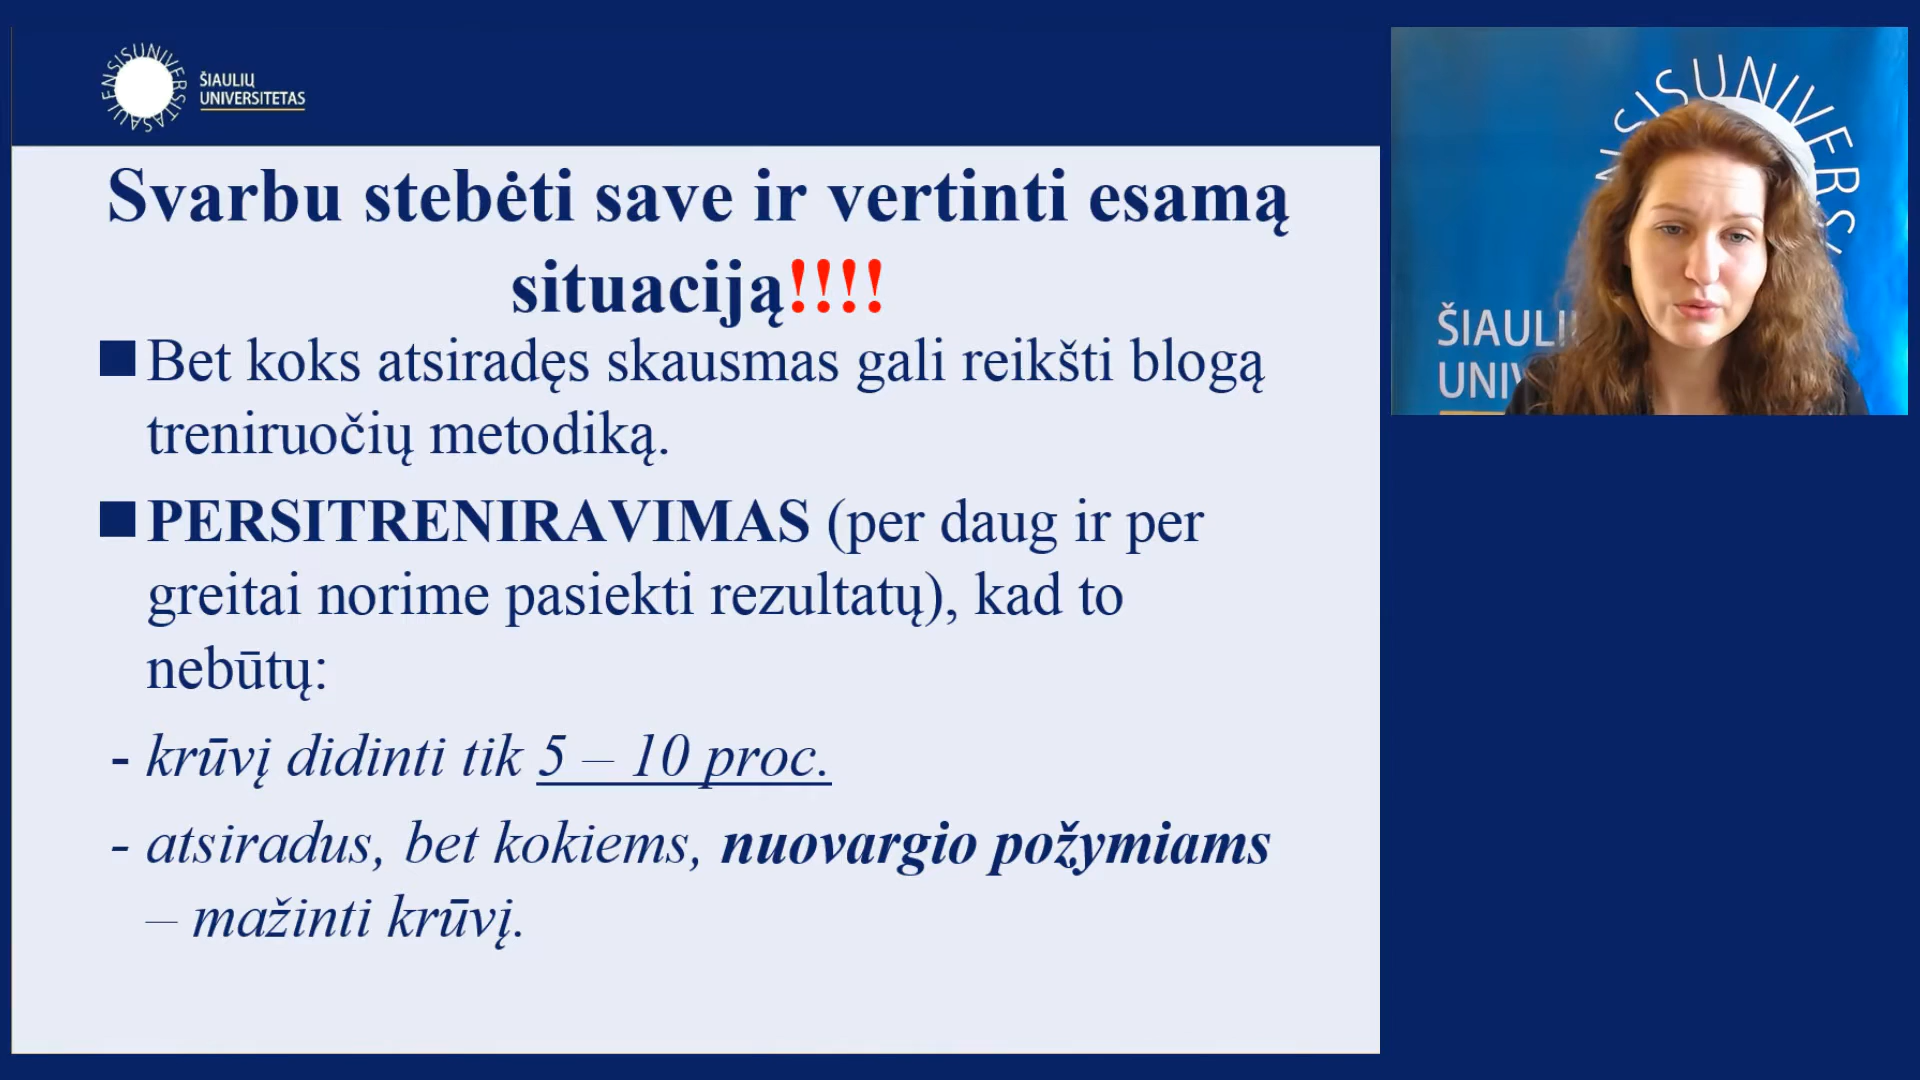 ŠIAULIŲ
UNIVERSITETAS
Svarbu stebėti save ir vertinti esamą
situaciją!!!!
Bet koks atsiradęs skausmas gali reikšti blogą
treniruočių metodiką.
PERSITRENIRAVIMAS (per daug ir per
greitai norime pasiekti rezultatų), kad to
nebūtų:
- krūvį didinti tik 5 – 10 proc.
- atsiradus, bet kokiems, nuovargio požymiams
– mažinti krūvį.
SISUNIVERS
ŠIAULI
UNIV